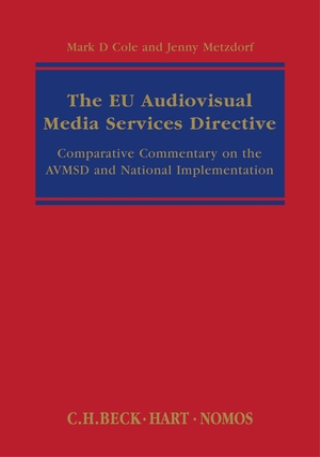 Mark D Cole and Jenny Metzdorf
The EU Audiovisual
Media Services Directive
Comparative Commentary on the
AVMSD and National Implementation
C.H.BECK · HART · NOMOS